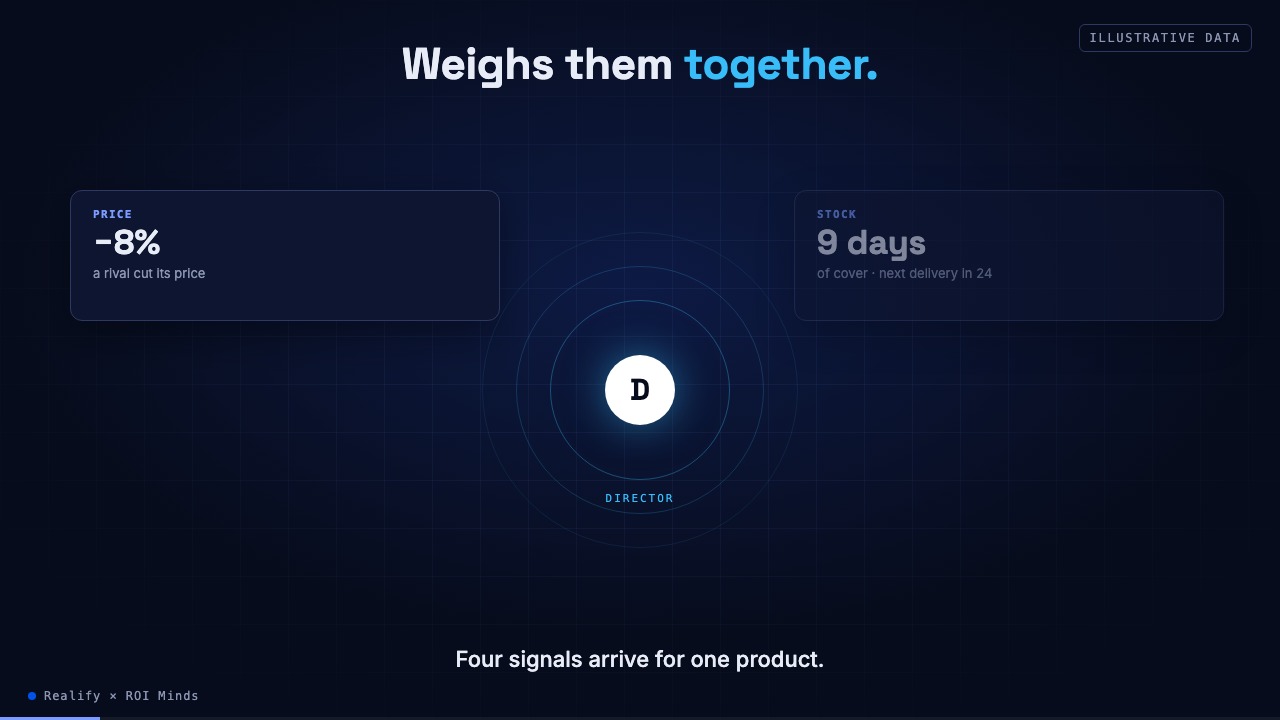 ILLUSTRATIVE DATA
Weighs them together.
PRICE
-8%
a rival cut its price
STOCK
9 days
of cover · next delivery in 24
D
DIRECTOR
Four signals arrive for one product.
Realify × ROI Minds